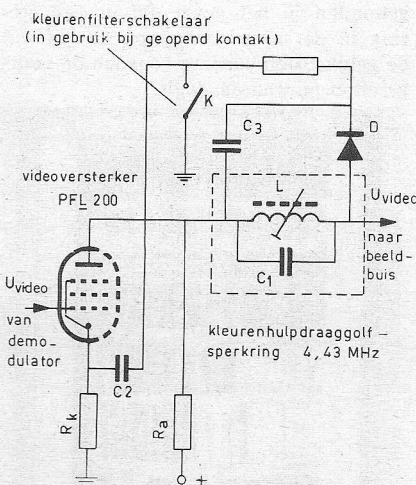 kleurenfilterschakelaar
(in gebruik bij geopend kontakt)
K
C3
D
videoversterker
PFL 200
L
Uvideo
naar
beeld-
buis
C1
Uvideo
van
demo-
dulator
kleurenhulpdraaggolf-
sperkring 4,43 MHz
C2
Rk
Ra
+